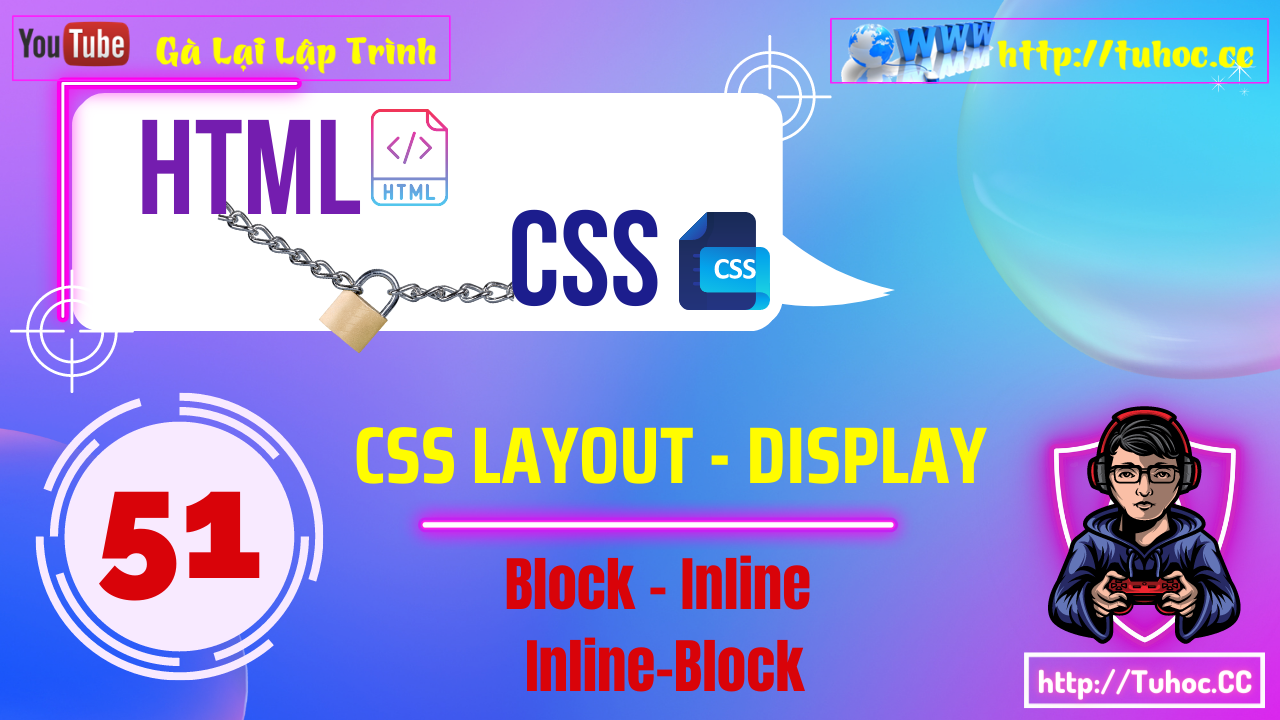 YouTube Gà Lại Lập Trình
WWW http://tuhoc.cc
HTML
HTML
CSS
CSS
51
CSS LAYOUT - DISPLAY
Block - Inline
Inline-Block
http://Tuhoc.CC